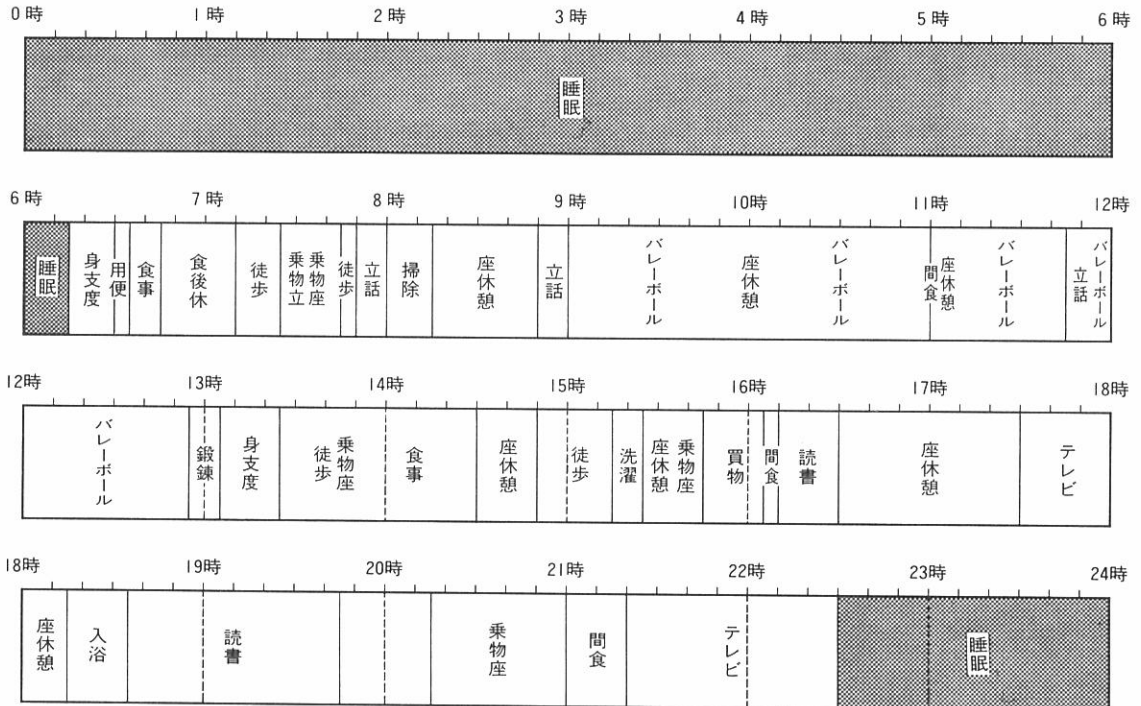 0時 1時 2時 3時 4時 5時 6時
睡眠
6時 7時 8時 9時 10時 11時 12時
睡眠 身支度 用便 食事 食後休 徒歩 乗物立 乗物座 徒歩 立話 掃除 座休憩 立話 バレーボール 座休憩 バレーボール 間食 座休憩 バレーボール 立話 バレーボール
12時 13時 14時 15時 16時 17時 18時
バレーボール 鍛錬 身支度 徒歩 乗物座 食事 座休憩 徒歩 洗濯 座休憩 乗物座 買物 間食 読書 座休憩 テレビ
18時 19時 20時 21時 22時 23時 24時
座休憩 入浴 読書 乗物座 間食 テレビ 睡眠